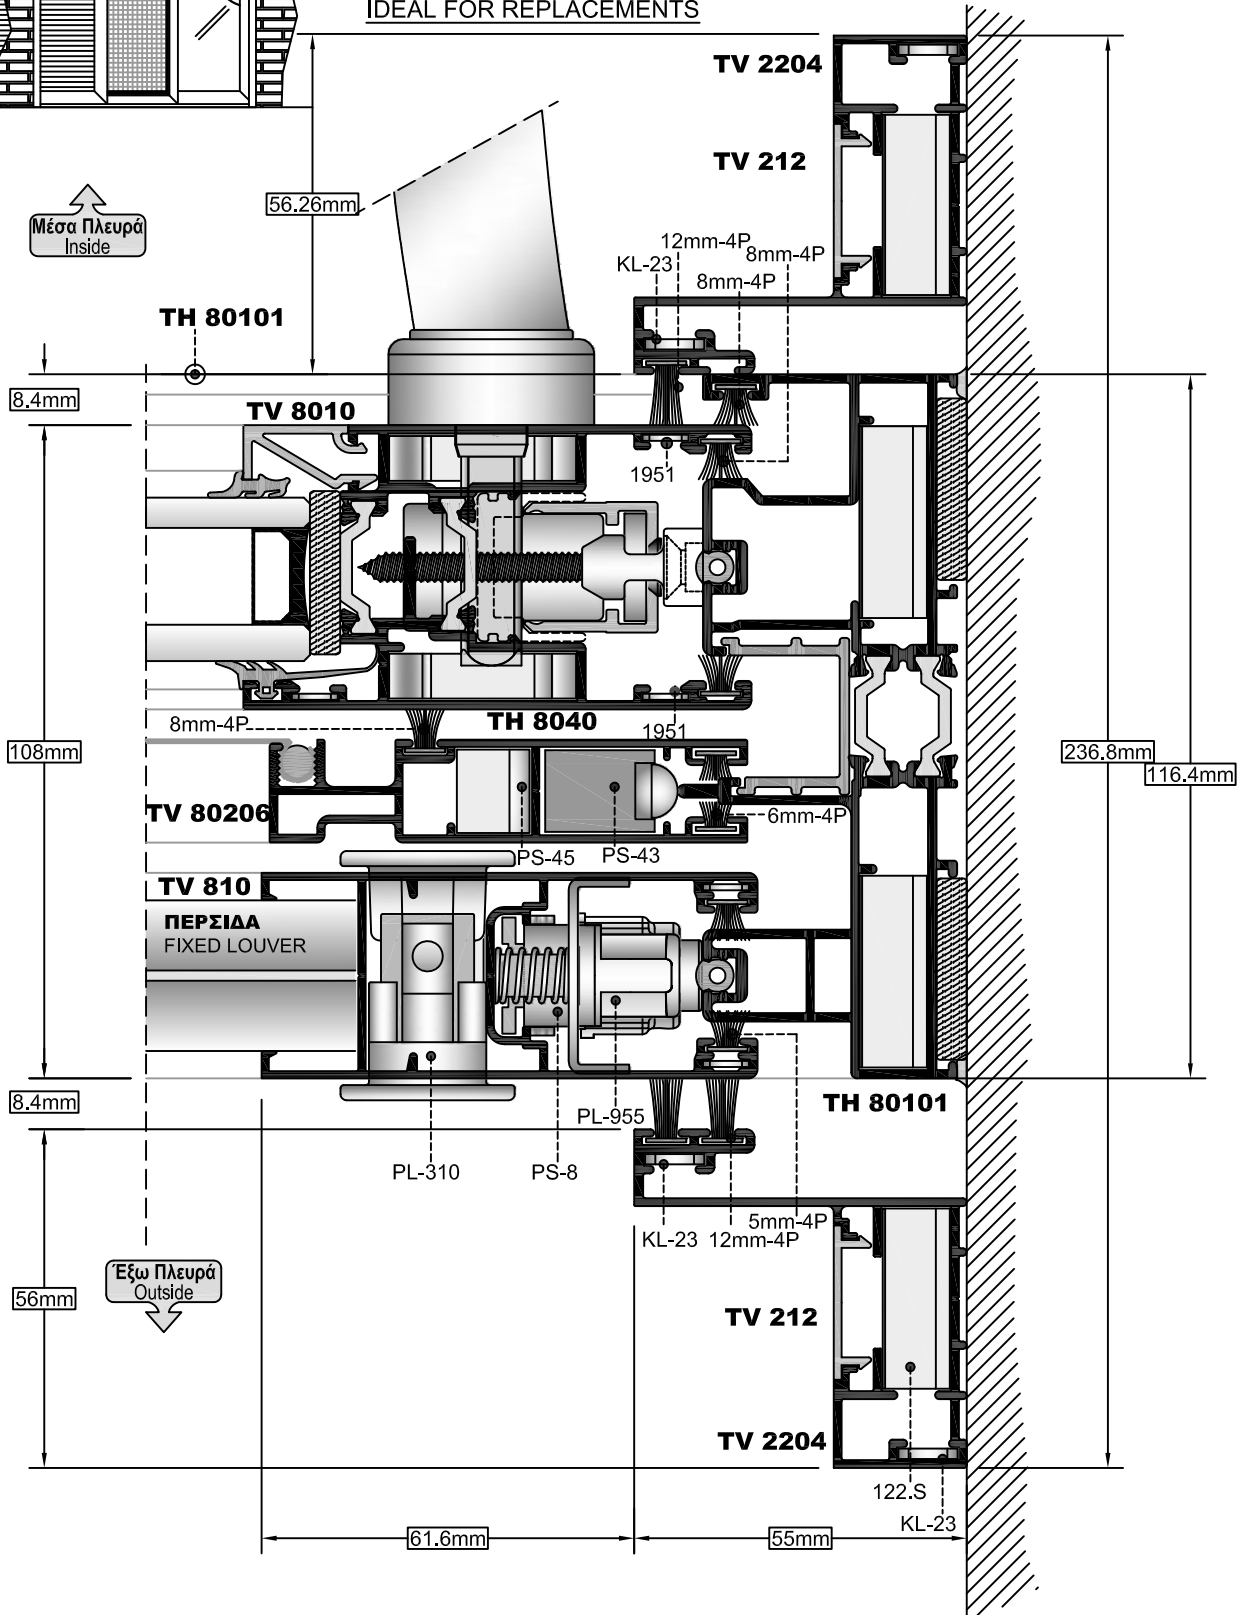 IDEAL FOR REPLACEMENTS
TV 2204
TV 212
56.26mm
Μέσα Πλευρά
Inside
12mm-4P
8mm-4P
KL-23
8mm-4P
TH 80101
8.4mm
TV 8010
1951
8mm-4P
TH 8040
1951
108mm
236.8mm
116.4mm
TV 80206
6mm-4P
PS-45
PS-43
TV 810
ΠΕΡΣΙΔΑ
FIXED LOUVER
8.4mm
TH 80101
PL-955
PL-310
PS-8
5mm-4P
KL-23
12mm-4P
Έξω Πλευρά
Outside
56mm
TV 212
TV 2204
122.S
KL-23
61.6mm
55mm